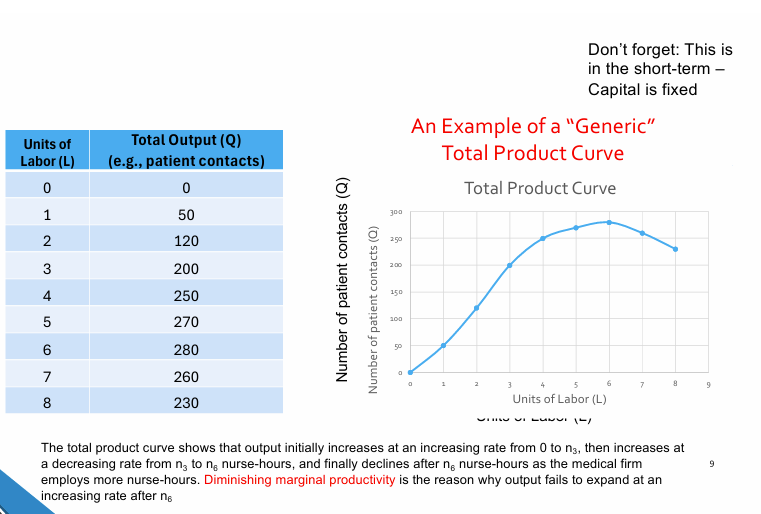 Don't forget: This is
in the short-term –
Capital is fixed
An Example of a "Generic"
Total Product Curve
Units of
Labor (L)
Total Output (Q)
(e.g., patient contacts)
0 0
1 50
2 120
3 200
4 250
5 270
6 280
7 260
8 230
Number of patient contacts (Q)
Total Product Curve
Number of patient contacts (Q)
300
250
200
150
100
50
0
0 1 2 3 4 5 6 7 8 9
Units of Labor (L)
Units of Labor (L)
The total product curve shows that output initially increases at an increasing rate from 0 to n3, then increases at
a decreasing rate from n3 to n6 nurse-hours, and finally declines after n6 nurse-hours as the medical firm
employs more nurse-hours. Diminishing marginal productivity is the reason why output fails to expand at an
increasing rate after n6
9